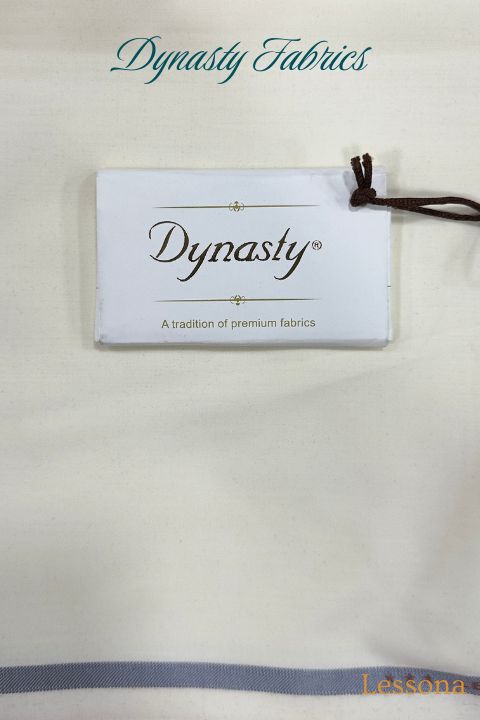 Dynasty Fabrics
Dynasty®
A tradition of premium fabrics
Lessona